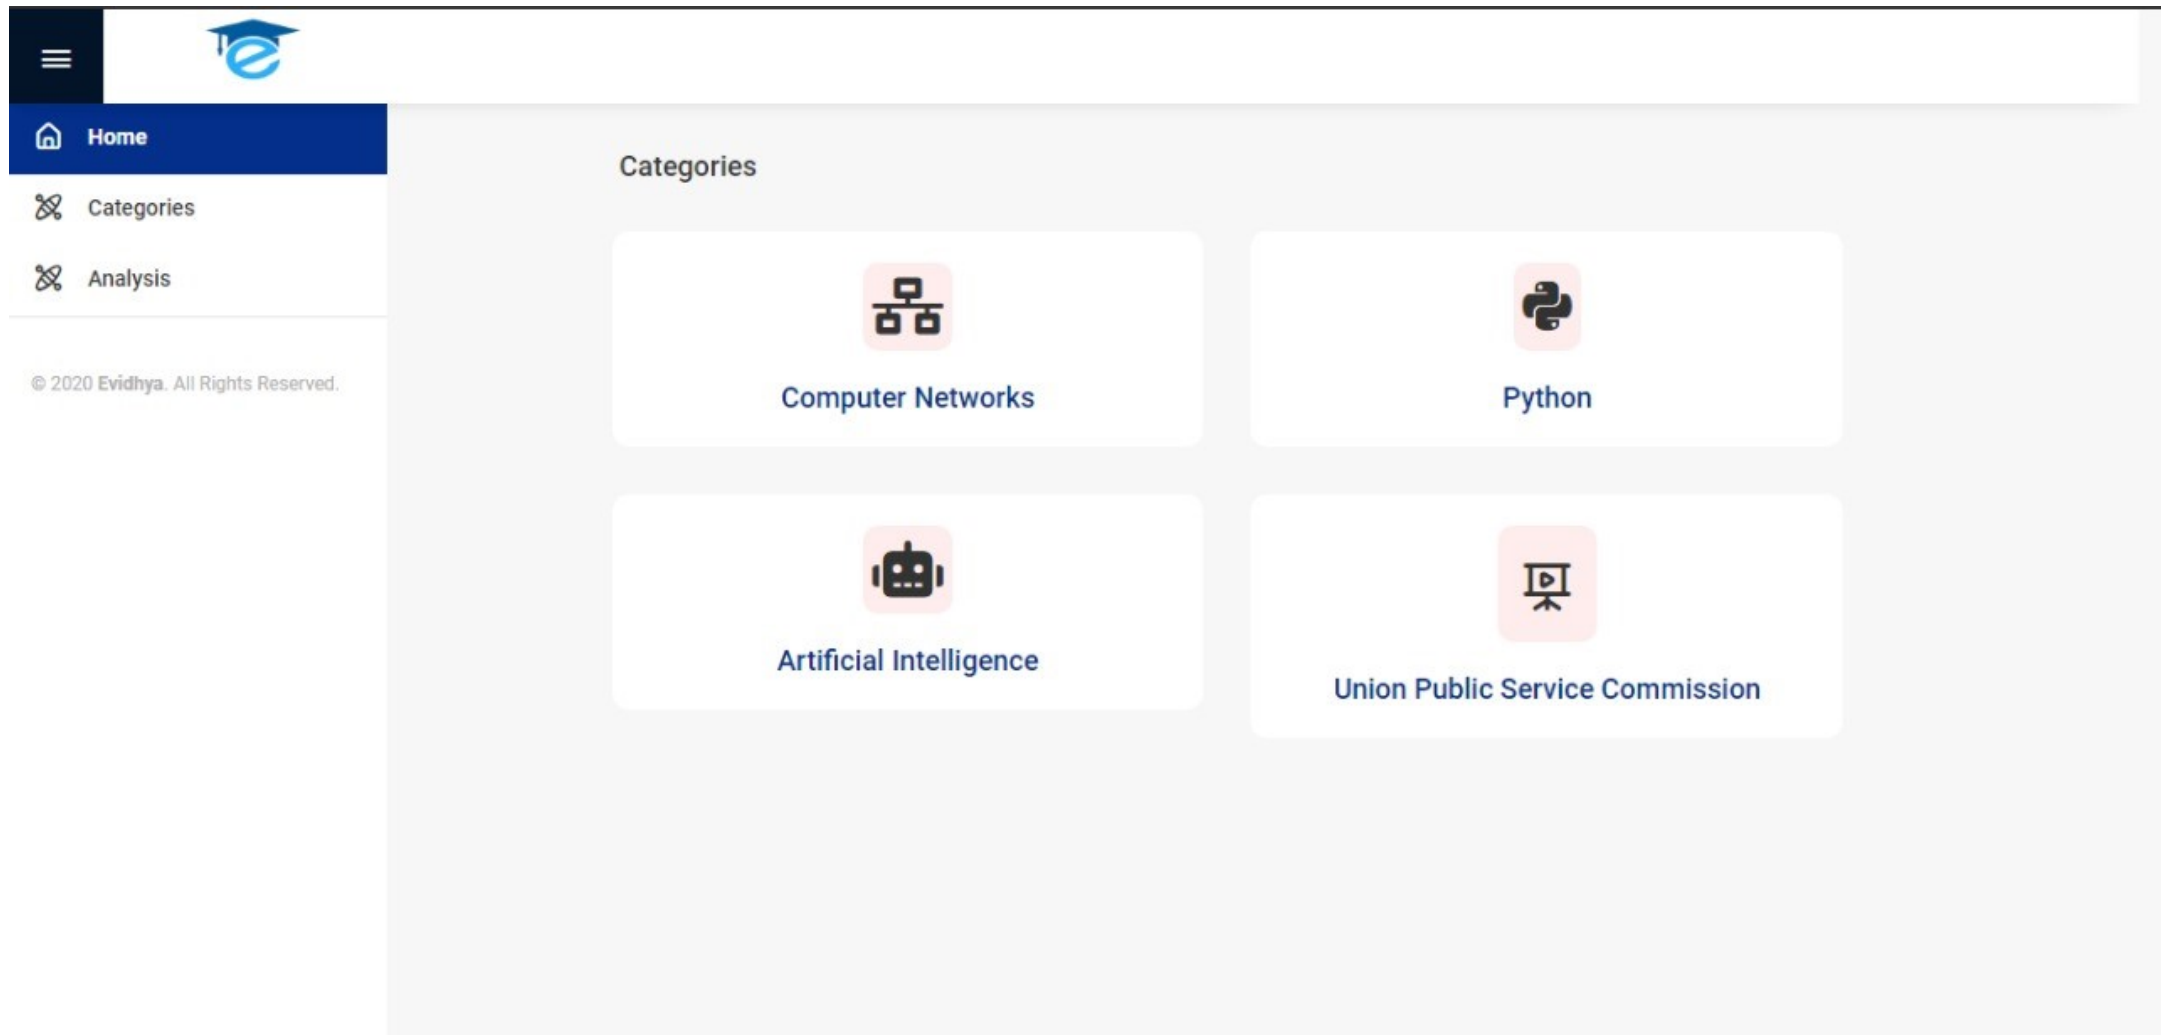 Home
Categories
Analysis
© 2020 Evidhya. All Rights Reserved.
Categories
Computer Networks
Python
Artificial Intelligence
Union Public Service Commission